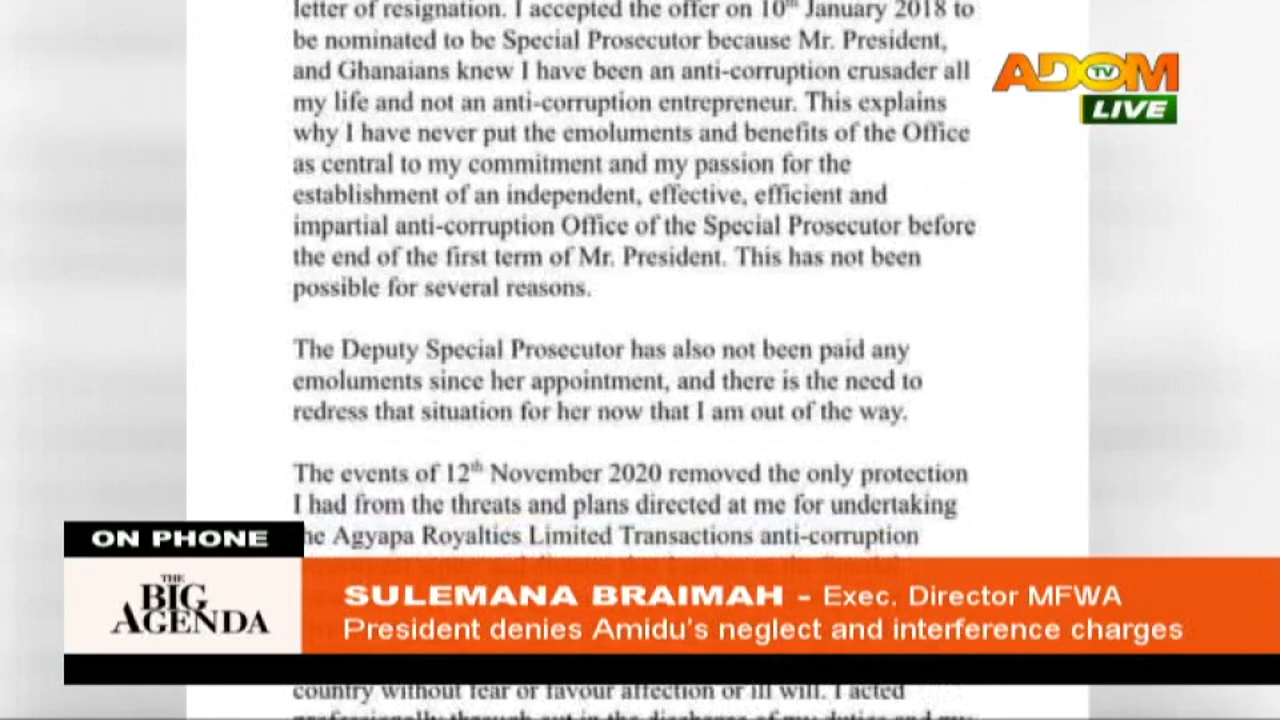 letter of resignation. I accepted the offer on 10th January 2018 to
be nominated to be Special Prosecutor because Mr. President,
and Ghanaians knew I have been an anti-corruption crusader all
my life and not an anti-corruption entrepreneur. This explains
why I have never put the emoluments and benefits of the Office
as central to my commitment and my passion for the
establishment of an independent, effective, efficient and
impartial anti-corruption Office of the Special Prosecutor before
the end of the first term of Mr. President. This has not been
possible for several reasons.
The Deputy Special Prosecutor has also not been paid any
emoluments since her appointment, and there is the need to
redress that situation for her now that I am out of the way.
The events of 12th November 2020 removed the only protection
I had from the threats and plans directed at me for undertaking
he Agyapa Royalties Limited Transactions anti-corruption
country without fear or favour affection or ill will. I acted
ADOM TV
LIVE
ON PHONE
THE
BIG
AGENDA
SULEMANA BRAIMAH - Exec. Director MFWA
President denies Amidu's neglect and interference charges